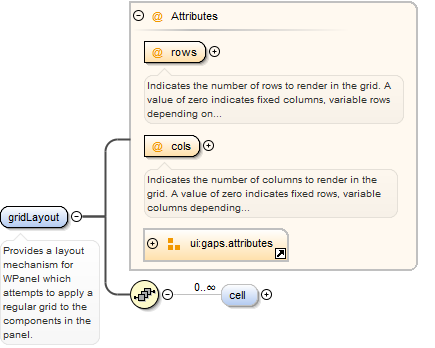 @ Attributes
@ rows
Indicates the number of rows to render in the grid. A
value of zero indicates fixed columns, variable rows
depending on...
@ cols
Indicates the number of columns to render in the
grid. A value of zero indicates fixed rows, variable
columns depending...
ui:gaps.attributes
gridLayout
Provides a layout
mechanism for
WPanel which
attempts to apply a
regular grid to the
components in the
panel.
0..∞
cell